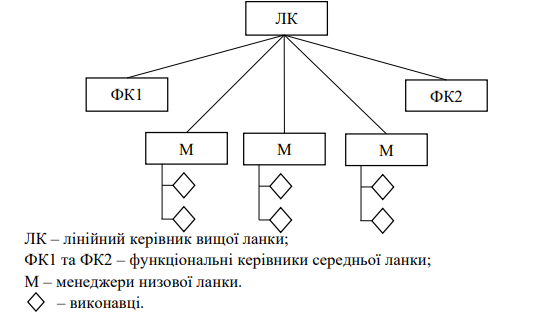 ЛК
ФК1
ФК2
М
М
М
ЛК – лінійний керівник вищої ланки;
ФК1 та ФК2 – функціональні керівники середньої ланки;
М – менеджери низової ланки.
– виконавці.